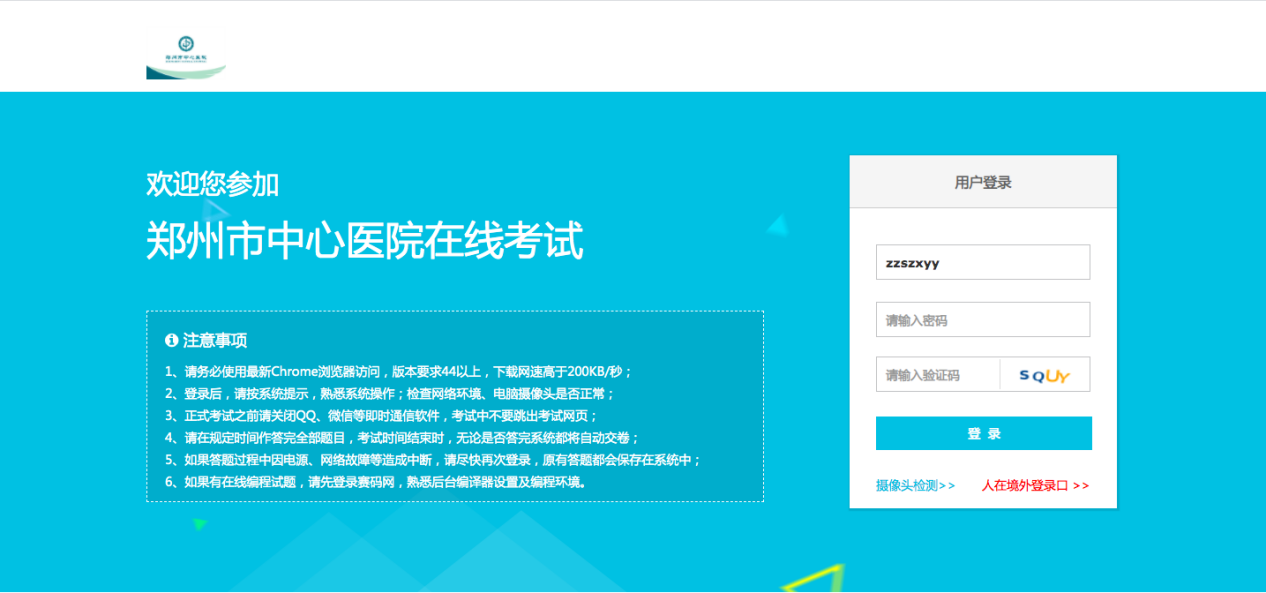 郑州市中心医院
欢迎您参加
郑州市中心医院在线考试
注意事项
1、请务必使用最新Chrome浏览器访问，版本要求44以上，下载网速高于200KB/秒；
2、登录后，请按系统提示，熟悉系统操作；检查网络环境、电脑摄像头是否正常；
3、正式考试之前请关闭QQ、微信等即时通信软件，考试中不要跳出考试网页；
4、请在规定时间作答完全部题目，考试时间结束时，无论是否答完系统都将自动交卷；
5、如果答题过程中因电源、网络故障等造成中断，请尽快再次登录，原有答题都会保存在系统中；
6、如果有在线编程试题，请先登录赛码网，熟悉后台编译器设置及编程环境。
用户登录
zzszxyy
请输入密码
请输入验证码 SQUY
登 录
摄像头检测>> 人在境外登录口 >>